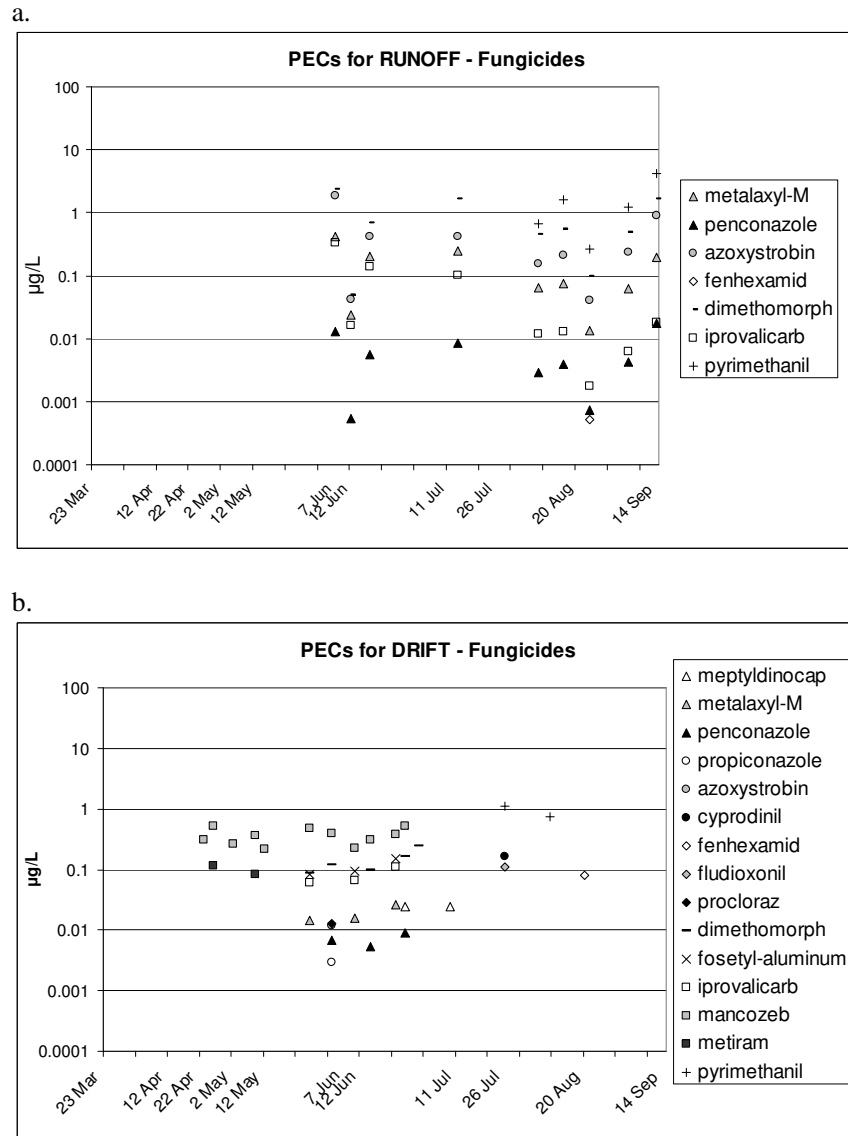 a.
PECs for RUNOFF - Fungicides
100
10
1
0.1
0.01
0.001
0.0001
µg/L
23 Mar
12 Apr
22 Apr
2 May
12 May
7 Jun
12 Jun
11 Jul
26 Jul
20 Aug
14 Sep
metalaxyl-M
penconazole
azoxystrobin
fenhexamid
dimethomorph
iprovalicarb
pyrimethanil
b.
PECs for DRIFT - Fungicides
100
10
1
0.1
0.01
0.001
0.0001
µg/L
23 Mar
12 Apr
22 Apr
2 May
12 May
7 Jun
12 Jun
11 Jul
26 Jul
20 Aug
14 Sep
meptyldinocap
metalaxyl-M
penconazole
propiconazole
azoxystrobin
cyprodinil
fenhexamid
fludioxonil
procloraz
dimethomorph
fosetyl-aluminum
iprovalicarb
mancozeb
metiram
pyrimethanil